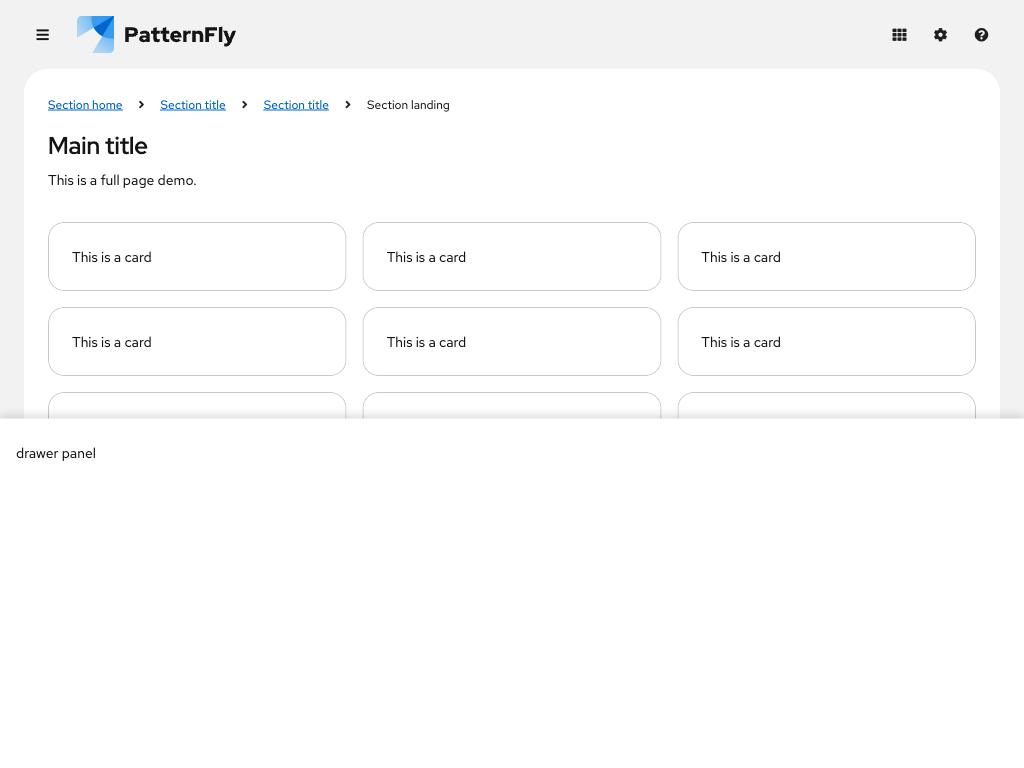 PatternFly
Section home Section title Section title Section landing
Main title
This is a full page demo.
This is a card This is a card This is a card
This is a card This is a card This is a card
drawer panel